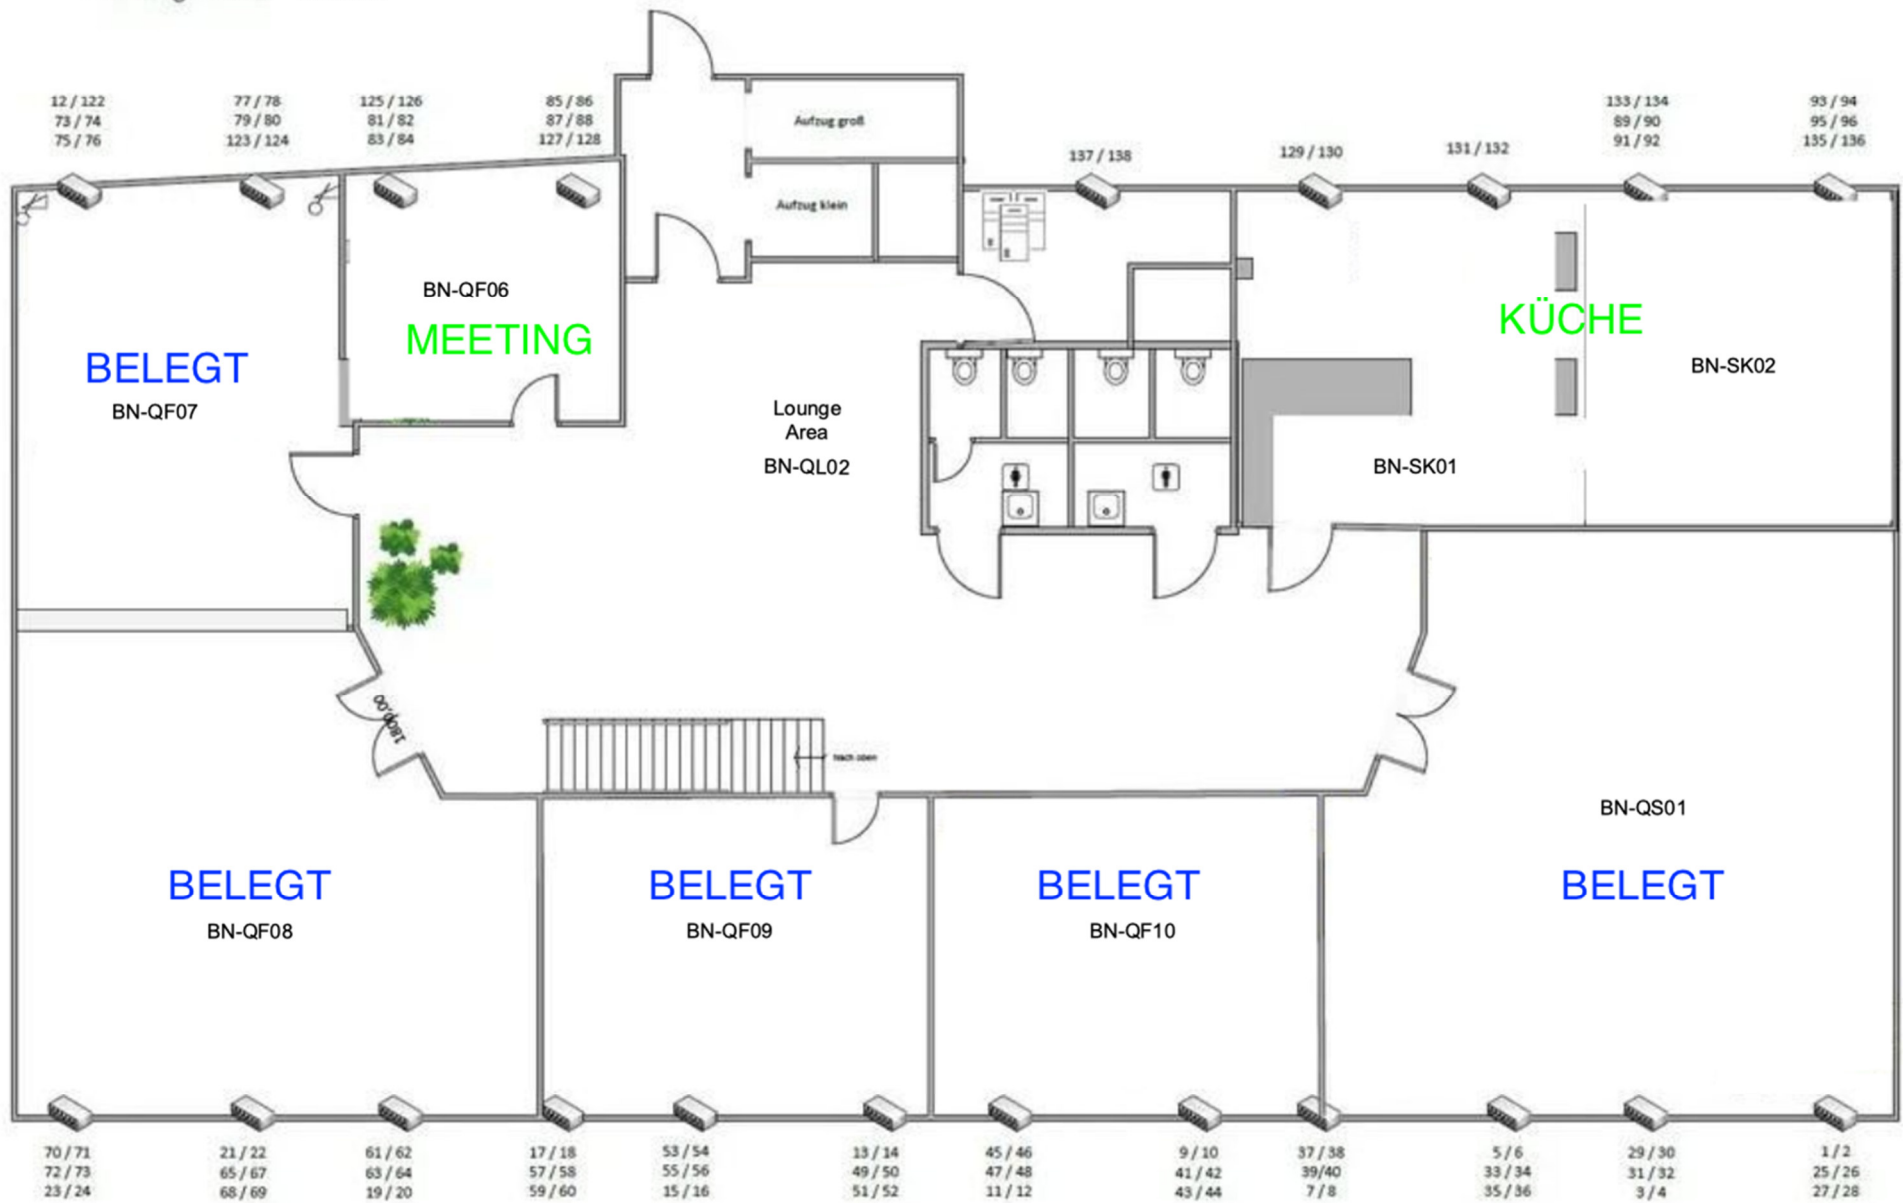 12 / 122
73 / 74
75 / 76
77 / 78
79 / 80
123 / 124
125 / 126
81 / 82
83 / 84
85 / 86
87 / 88
127 / 128
137 / 138
129 / 130
131 / 132
133 / 134
89 / 90
91 / 92
93 / 94
95 / 96
135 / 136
Aufzug groß
Aufzug klein
BN-QF06
MEETING
BELEGT
BN-QF07
Lounge
Area
BN-QL02
KÜCHE
BN-SK02
BN-SK01
1800,00
Nach oben
BN-QS01
BELEGT
BELEGT
BN-QF08
BELEGT
BN-QF09
BELEGT
BN-QF10
70 / 71
72 / 73
23 / 24
21 / 22
65 / 67
68 / 69
61 / 62
63 / 64
19 / 20
17 / 18
57 / 58
59 / 60
53 / 54
55 / 56
15 / 16
13 / 14
49 / 50
51 / 52
45 / 46
47 / 48
11 / 12
9 / 10
41 / 42
43 / 44
37 / 38
39/40
7 / 8
5 / 6
33 / 34
35 / 36
29 / 30
31 / 32
3 / 4
1 / 2
25 / 26
27 / 28